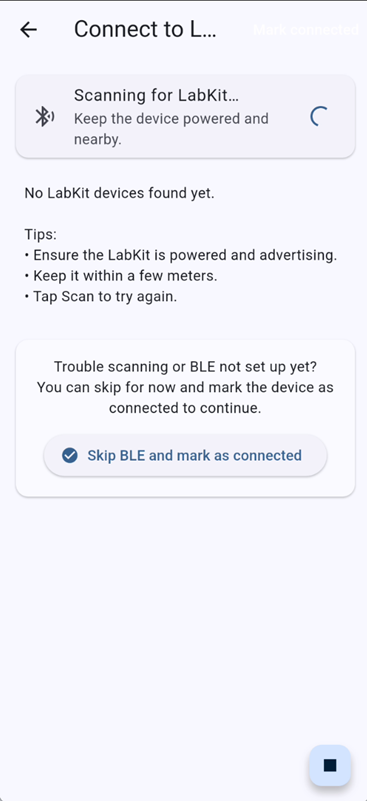 Connect to L...
Mark connected
Scanning for LabKit...
Keep the device powered and
nearby.
No LabKit devices found yet.
Tips:
• Ensure the LabKit is powered and advertising.
• Keep it within a few meters.
• Tap Scan to try again.
Trouble scanning or BLE not set up yet?
You can skip for now and mark the device as
connected to continue.
Skip BLE and mark as connected